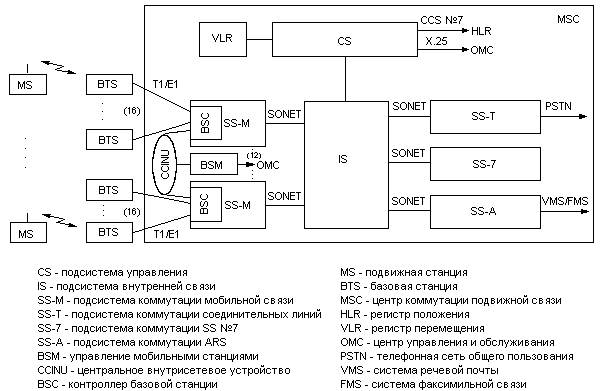 CCS №7
MSC
VLR
CS
HLR
X.25
OMC
MS
BTS
T1/E1
(16)
BTS
BSC
SS-M
SONET
SONET
SS-T
PSTN
CCINU
BSM
(12)
OMC
IS
SONET
SS-7
BTS
(16)
BSC
SS-M
SONET
SONET
SS-A
VMS/FMS
MS
BTS
T1/E1
CS - подсистема управления
IS - подсистема внутренней связи
SS-M - подсистема коммутации мобильной связи
SS-T - подсистема коммутации соединительных линий
SS-7 - подсистема коммутации SS №7
SS-A - подсистема коммутации ARS
BSM - управление мобильными станциями
CCINU - центральное внутрисетевое устройство
BSC - контроллер базовой станции
MS - подвижная станция
BTS - базовая станция
MSC - центр коммутации подвижной связи
HLR - регистр положения
VLR - регистр перемещения
OMC - центр управления и обслуживания
PSTN - телефонная сеть общего пользования
VMS - система речевой почты
FMS - система факсимильной связи